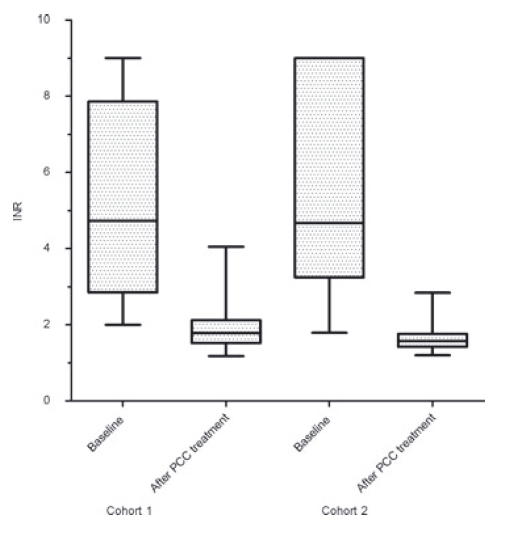 10
8
6
4
2
0
INR
Baseline
After PCC treatment
Baseline
After PCC treatment
Cohort 1
Cohort 2